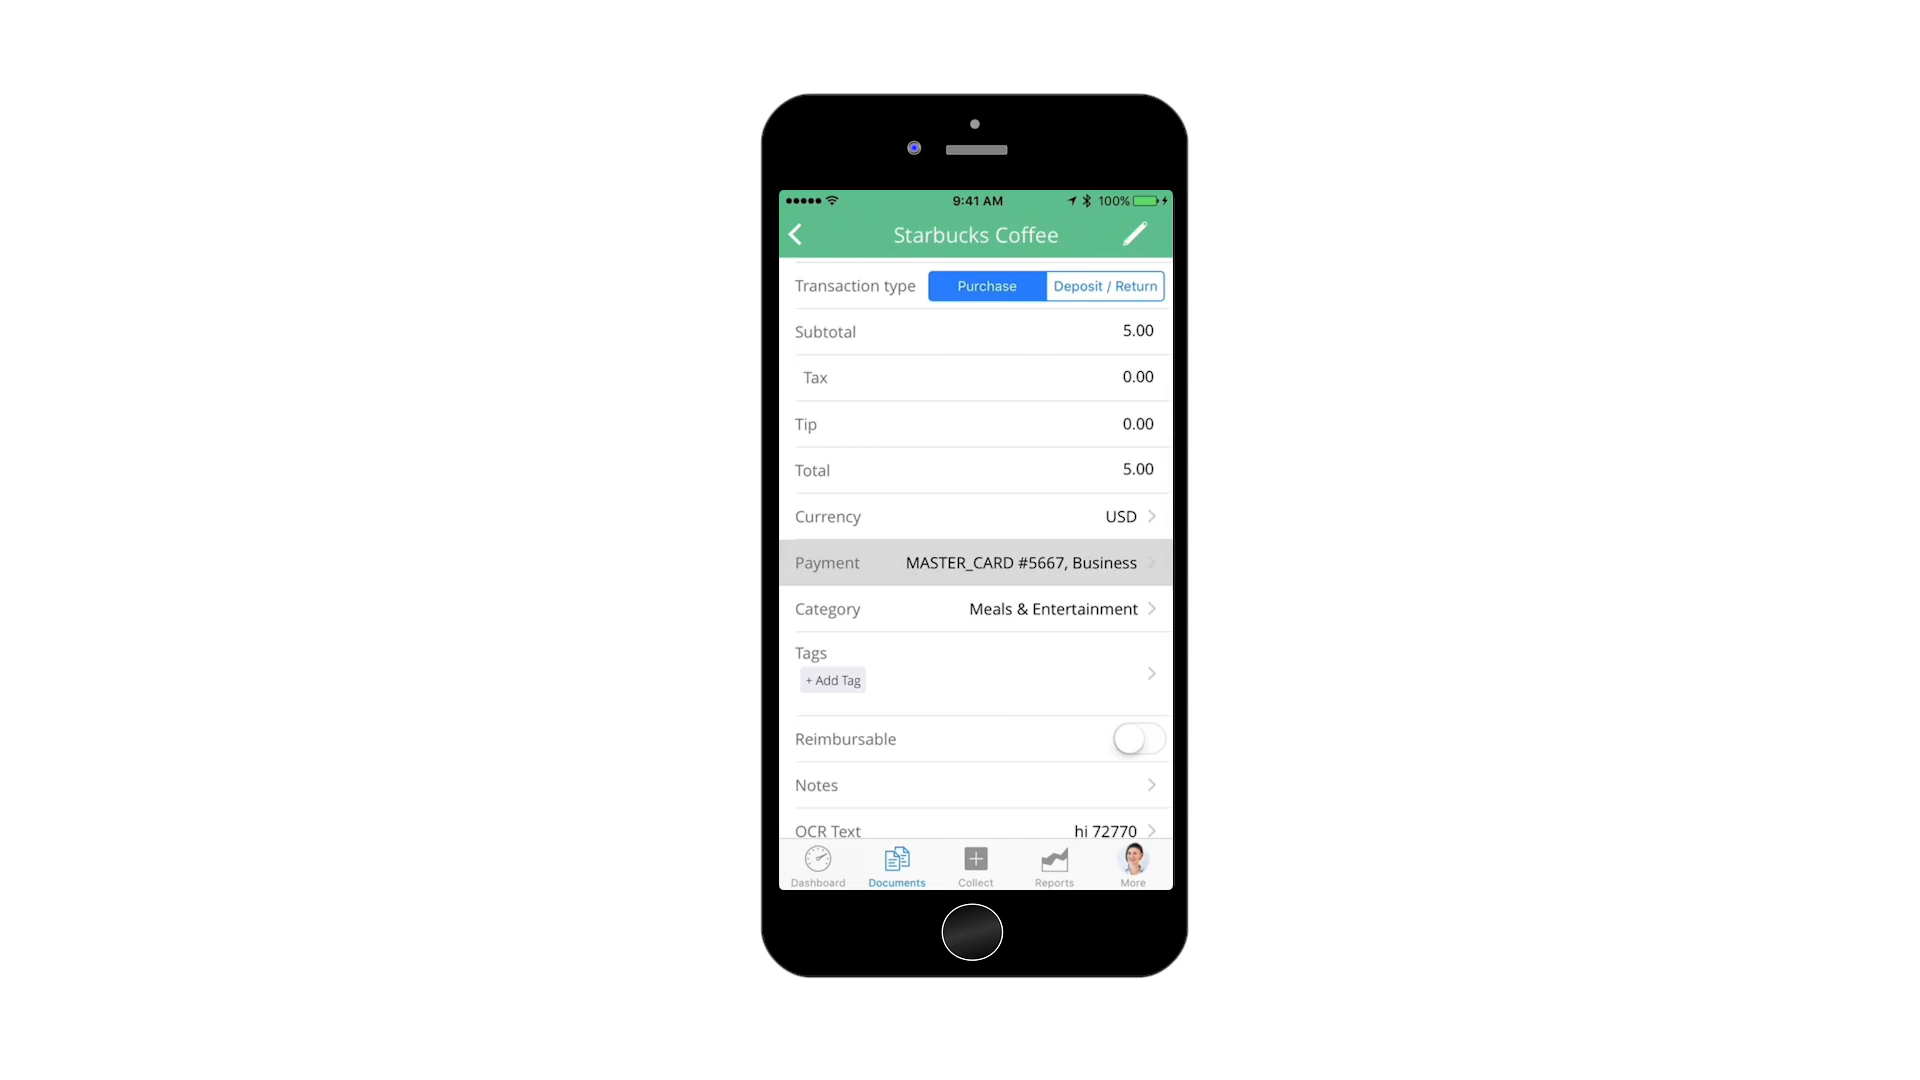 9:41 AM 100%
Starbucks Coffee
Transaction type Purchase Deposit / Return
Subtotal 5.00
Tax 0.00
Tip 0.00
Total 5.00
Currency USD
Payment MASTER_CARD #5667, Business
Category Meals & Entertainment
Tags
+ Add Tag
Reimbursable
Notes
OCR Text hi 72770
Dashboard Documents Collect Reports More